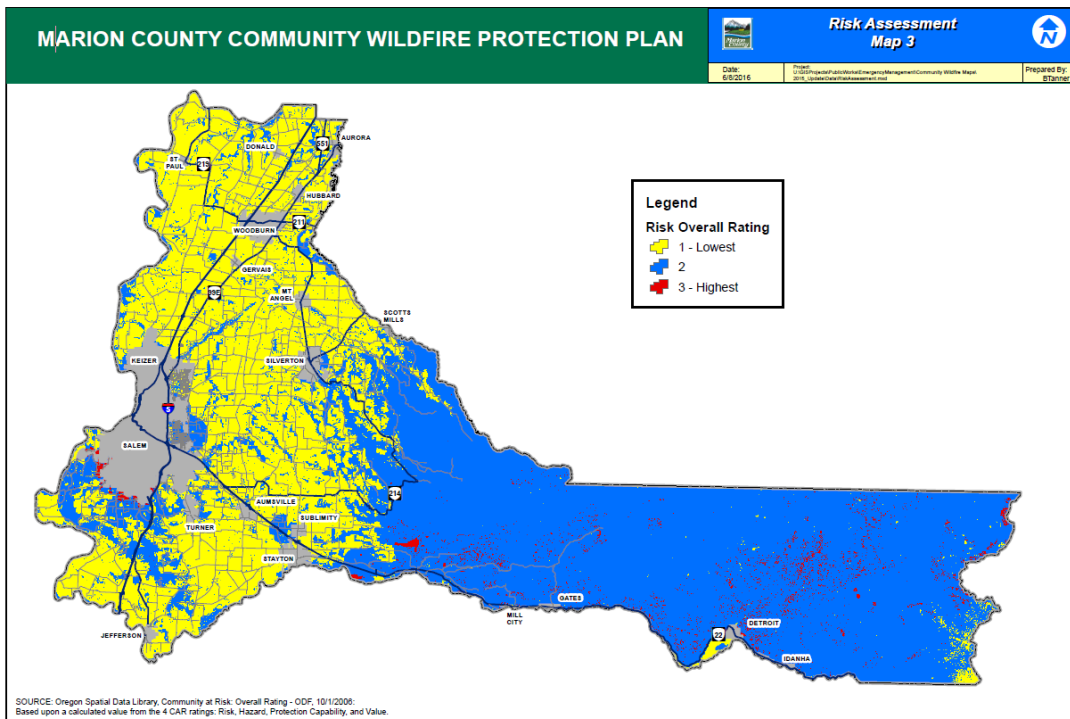 MARION COUNTY COMMUNITY WILDFIRE PROTECTION PLAN
Marion County
Risk Assessment
Map 3
Date:
6/8/2016
Project:
Prepared By:
BTanner
AURORA
DONALD
551
ST PAUL
219
HUBBARD
211
WOODBURN
GERVAIS
99E
MT ANGEL
SCOTTS MILLS
KEIZER
SILVERTON
5
SALEM
214
AUMSVILLE
SUBLIMITY
TURNER
STAYTON
GATES
MILL CITY
DETROIT
22
JEFFERSON
IDANHA
Legend
Risk Overall Rating
1 - Lowest
2
3 - Highest
SOURCE: Oregon Spatial Data Library, Community at Risk: Overall Rating - ODF, 10/1/2006:
Based upon a calculated value from the 4 CAR ratings: Risk, Hazard, Protection Capability, and Value.